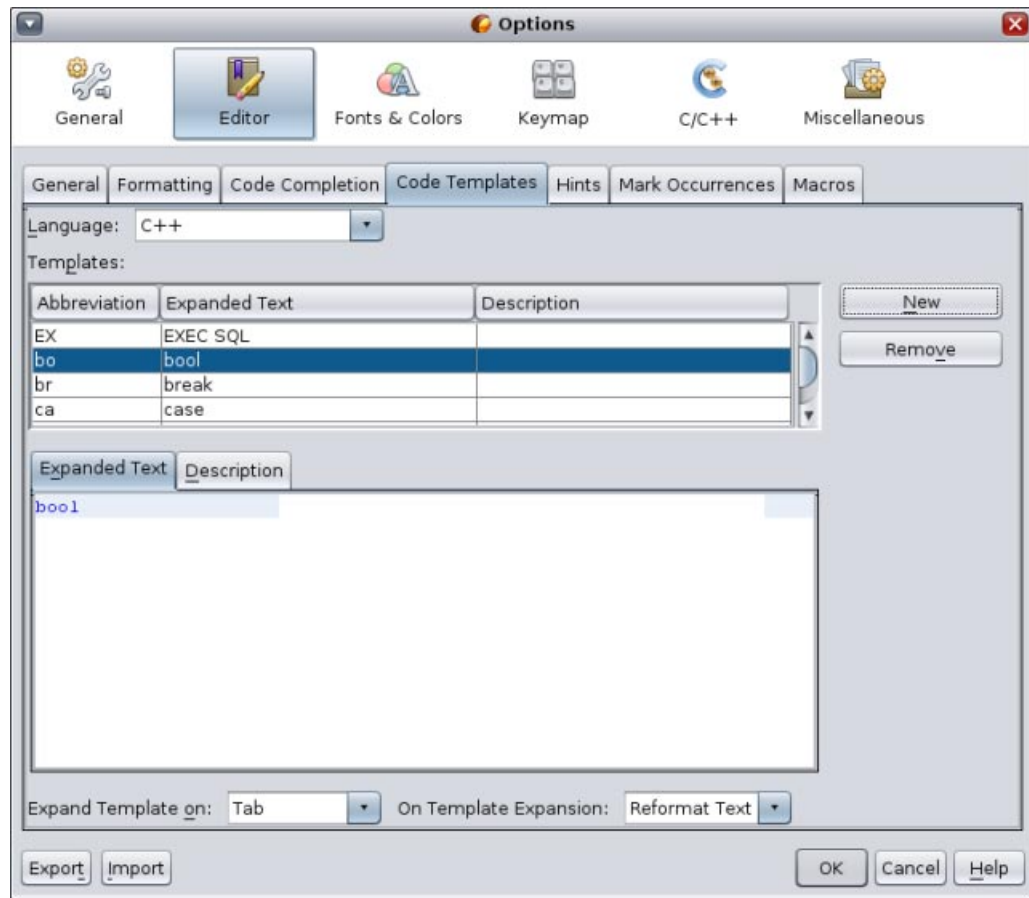 Options
General Editor Fonts & Colors Keymap C/C++ Miscellaneous
General Formatting Code Completion Code Templates Hints Mark Occurrences Macros
Language: C++
Templates:
Abbreviation Expanded Text Description New
EX EXEC SQL
Remove
bo bool
br break
ca case
Expanded Text Description
bool
Expand Template on: Tab On Template Expansion: Reformat Text
Export Import OK Cancel Help